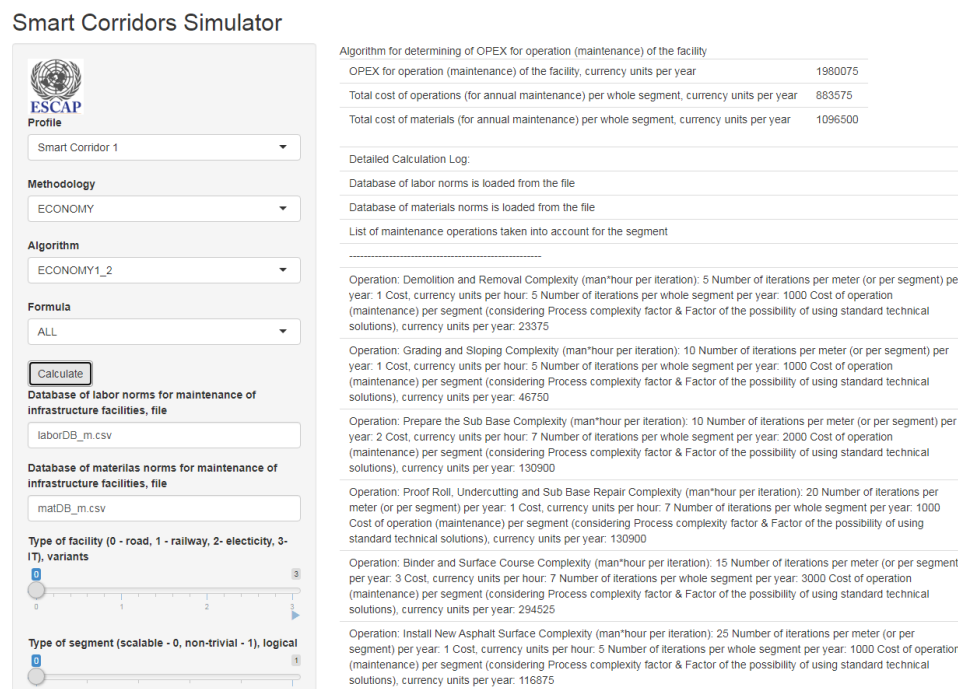 Smart Corridors Simulator
ESCAP
Profile
Smart Corridor 1
Methodology
ECONOMY
Algorithm
ECONOMY1_2
Formula
ALL
Calculate
Database of labor norms for maintenance of
infrastructure facilities, file
laborDB_m.csv
Database of materilas norms for maintenance of
infrastructure facilities, file
matDB_m.csv
Type of facility (0 - road, 1 - railway, 2- electicity, 3-
IT), variants
0 3
0 1 2 3
Type of segment (scalable - 0, non-trivial - 1), logical
0 1
Algorithm for determining of OPEX for operation (maintenance) of the facility
OPEX for operation (maintenance) of the facility, currency units per year 1980075
Total cost of operations (for annual maintenance) per whole segment, currency units per year 883575
Total cost of materials (for annual maintenance) per whole segment, currency units per year 1096500
Detailed Calculation Log:
Database of labor norms is loaded from the file
Database of materials norms is loaded from the file
List of maintenance operations taken into account for the segment
-----------------------------------------------------
Operation: Demolition and Removal Complexity (man*hour per iteration): 5 Number of iterations per meter (or per segment) pe
year: 1 Cost, currency units per hour: 5 Number of iterations per whole segment per year: 1000 Cost of operation
(maintenance) per segment (considering Process complexity factor & Factor of the possibility of using standard technical
solutions), currency units per year: 23375
Operation: Grading and Sloping Complexity (man*hour per iteration): 10 Number of iterations per meter (or per segment) per
year: 1 Cost, currency units per hour: 5 Number of iterations per whole segment per year: 1000 Cost of operation
(maintenance) per segment (considering Process complexity factor & Factor of the possibility of using standard technical
solutions), currency units per year: 46750
Operation: Prepare the Sub Base Complexity (man*hour per iteration): 10 Number of iterations per meter (or per segment) per
year: 2 Cost, currency units per hour: 7 Number of iterations per whole segment per year: 2000 Cost of operation
(maintenance) per segment (considering Process complexity factor & Factor of the possibility of using standard technical
solutions), currency units per year: 130900
Operation: Proof Roll, Undercutting and Sub Base Repair Complexity (man*hour per iteration): 20 Number of iterations per
meter (or per segment) per year: 1 Cost, currency units per hour: 7 Number of iterations per whole segment per year: 1000
Cost of operation (maintenance) per segment (considering Process complexity factor & Factor of the possibility of using
standard technical solutions), currency units per year: 130900
Operation: Binder and Surface Course Complexity (man*hour per iteration): 15 Number of iterations per meter (or per segment
per year: 3 Cost, currency units per hour: 7 Number of iterations per whole segment per year: 3000 Cost of operation
(maintenance) per segment (considering Process complexity factor & Factor of the possibility of using standard technical
solutions), currency units per year: 294525
Operation: Install New Asphalt Surface Complexity (man*hour per iteration): 25 Number of iterations per meter (or per
segment) per year: 1 Cost, currency units per hour: 5 Number of iterations per whole segment per year: 1000 Cost of operation
(maintenance) per segment (considering Process complexity factor & Factor of the possibility of using standard technical
solutions), currency units per year: 116875